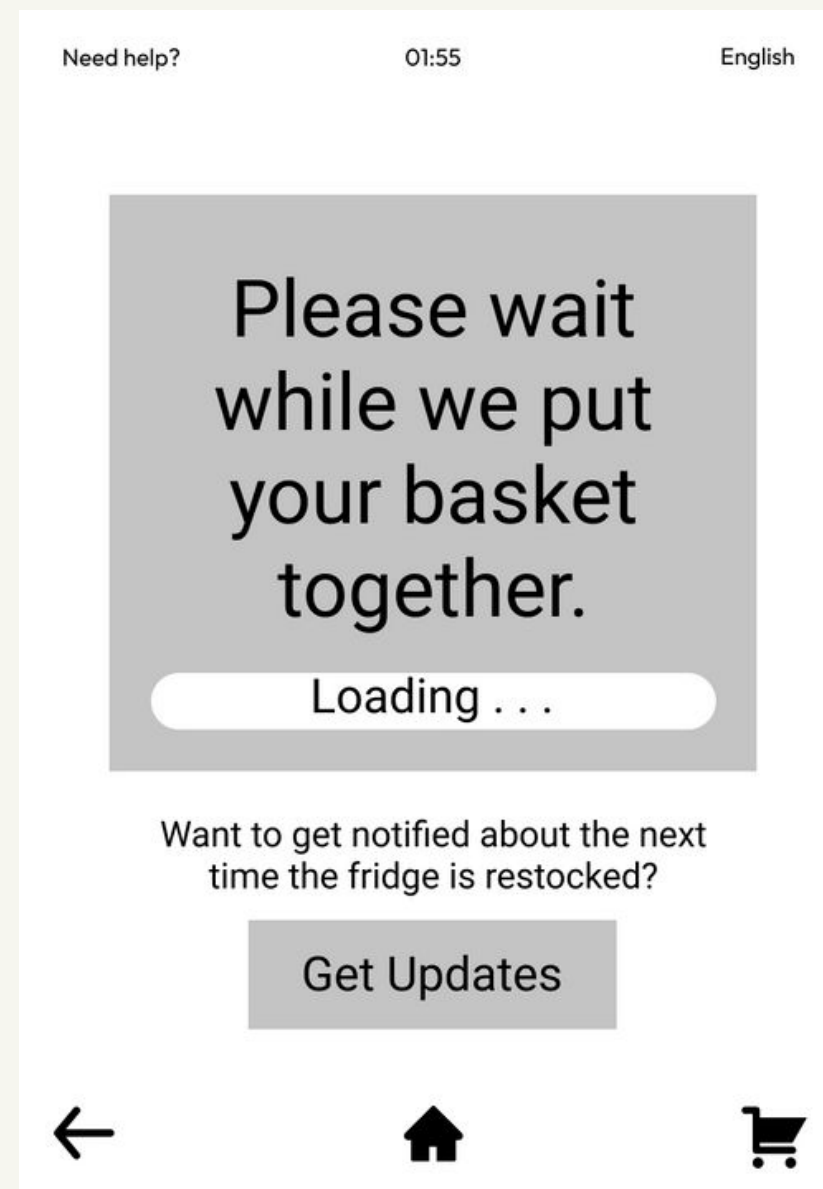 Need help?
01:55
English
Please wait
while we put
your basket
together.
Loading . . .
Want to get notified about the next
time the fridge is restocked?
Get Updates